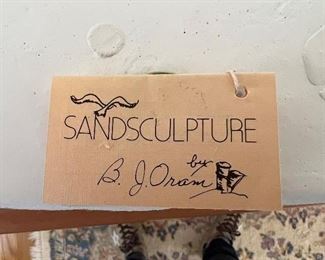 SANDSCULPTURE
by
B. J. Oram